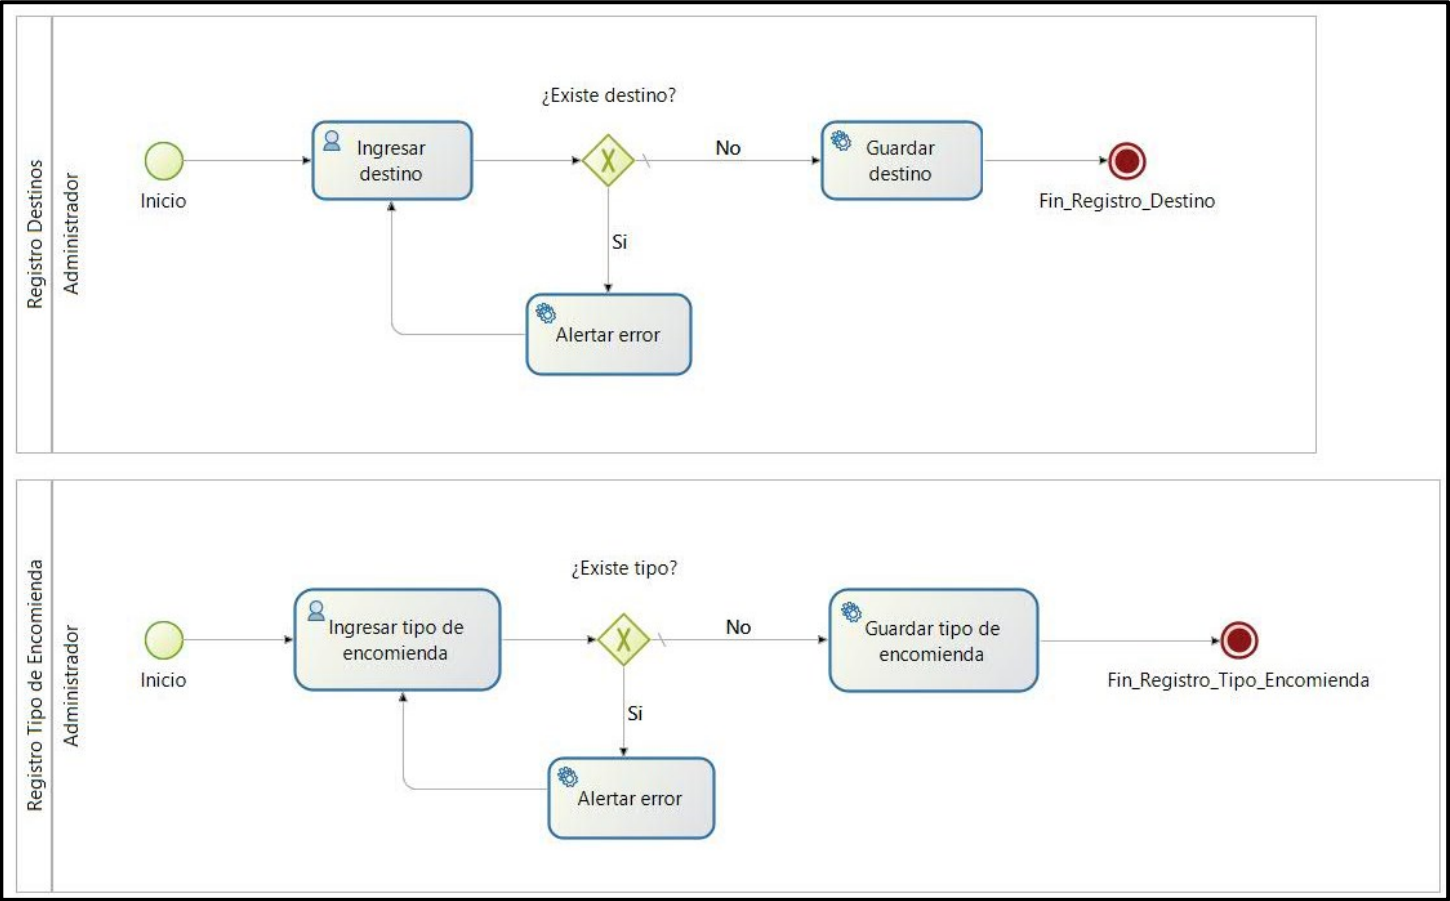 Registro Destinos
Administrador
Inicio
Ingresar
destino
¿Existe destino?
No
Si
Alertar error
Guardar
destino
Fin_Registro_Destino
Registro Tipo de Encomienda
Administrador
Inicio
Ingresar tipo de
encomienda
¿Existe tipo?
No
Si
Alertar error
Guardar tipo de
encomienda
Fin_Registro_Tipo_Encomienda